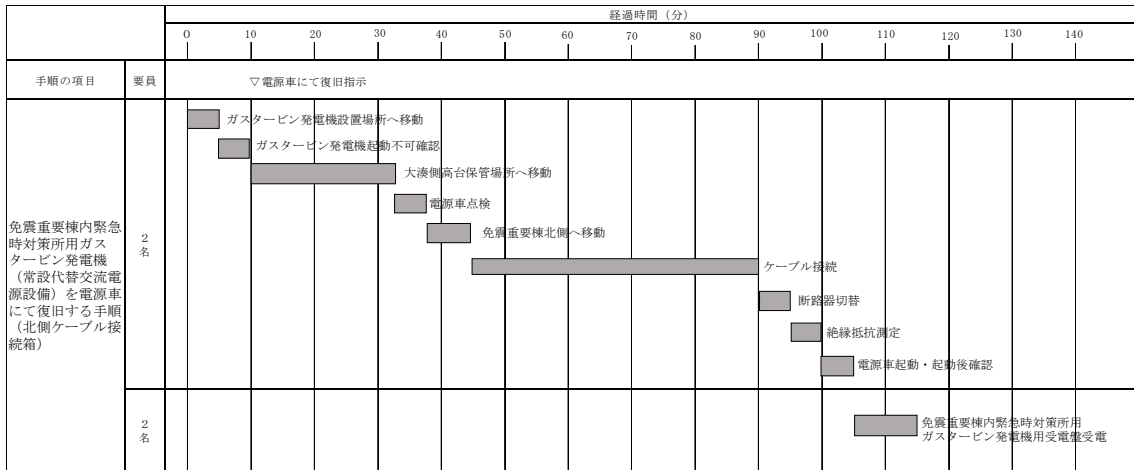 経過時間（分）
0 10 20 30 40 50 60 70 80 90 100 110 120 130 140
手順の項目 要員 ▽電源車にて復旧指示
免震重要棟内緊急
時対策所用ガス
タービン発電機
（常設代替交流電
源設備）を電源車
にて復旧する手順
（北側ケーブル接
続箱）
2
名
ガスタービン発電機設置場所へ移動
ガスタービン発電機起動不可確認
大湊側高台保管場所へ移動
電源車点検
免震重要棟北側へ移動
ケーブル接続
断路器切替
絶縁抵抗測定
電源車起動・起動後確認
2
名
免震重要棟内緊急時対策所用
ガスタービン発電機用受電盤受電